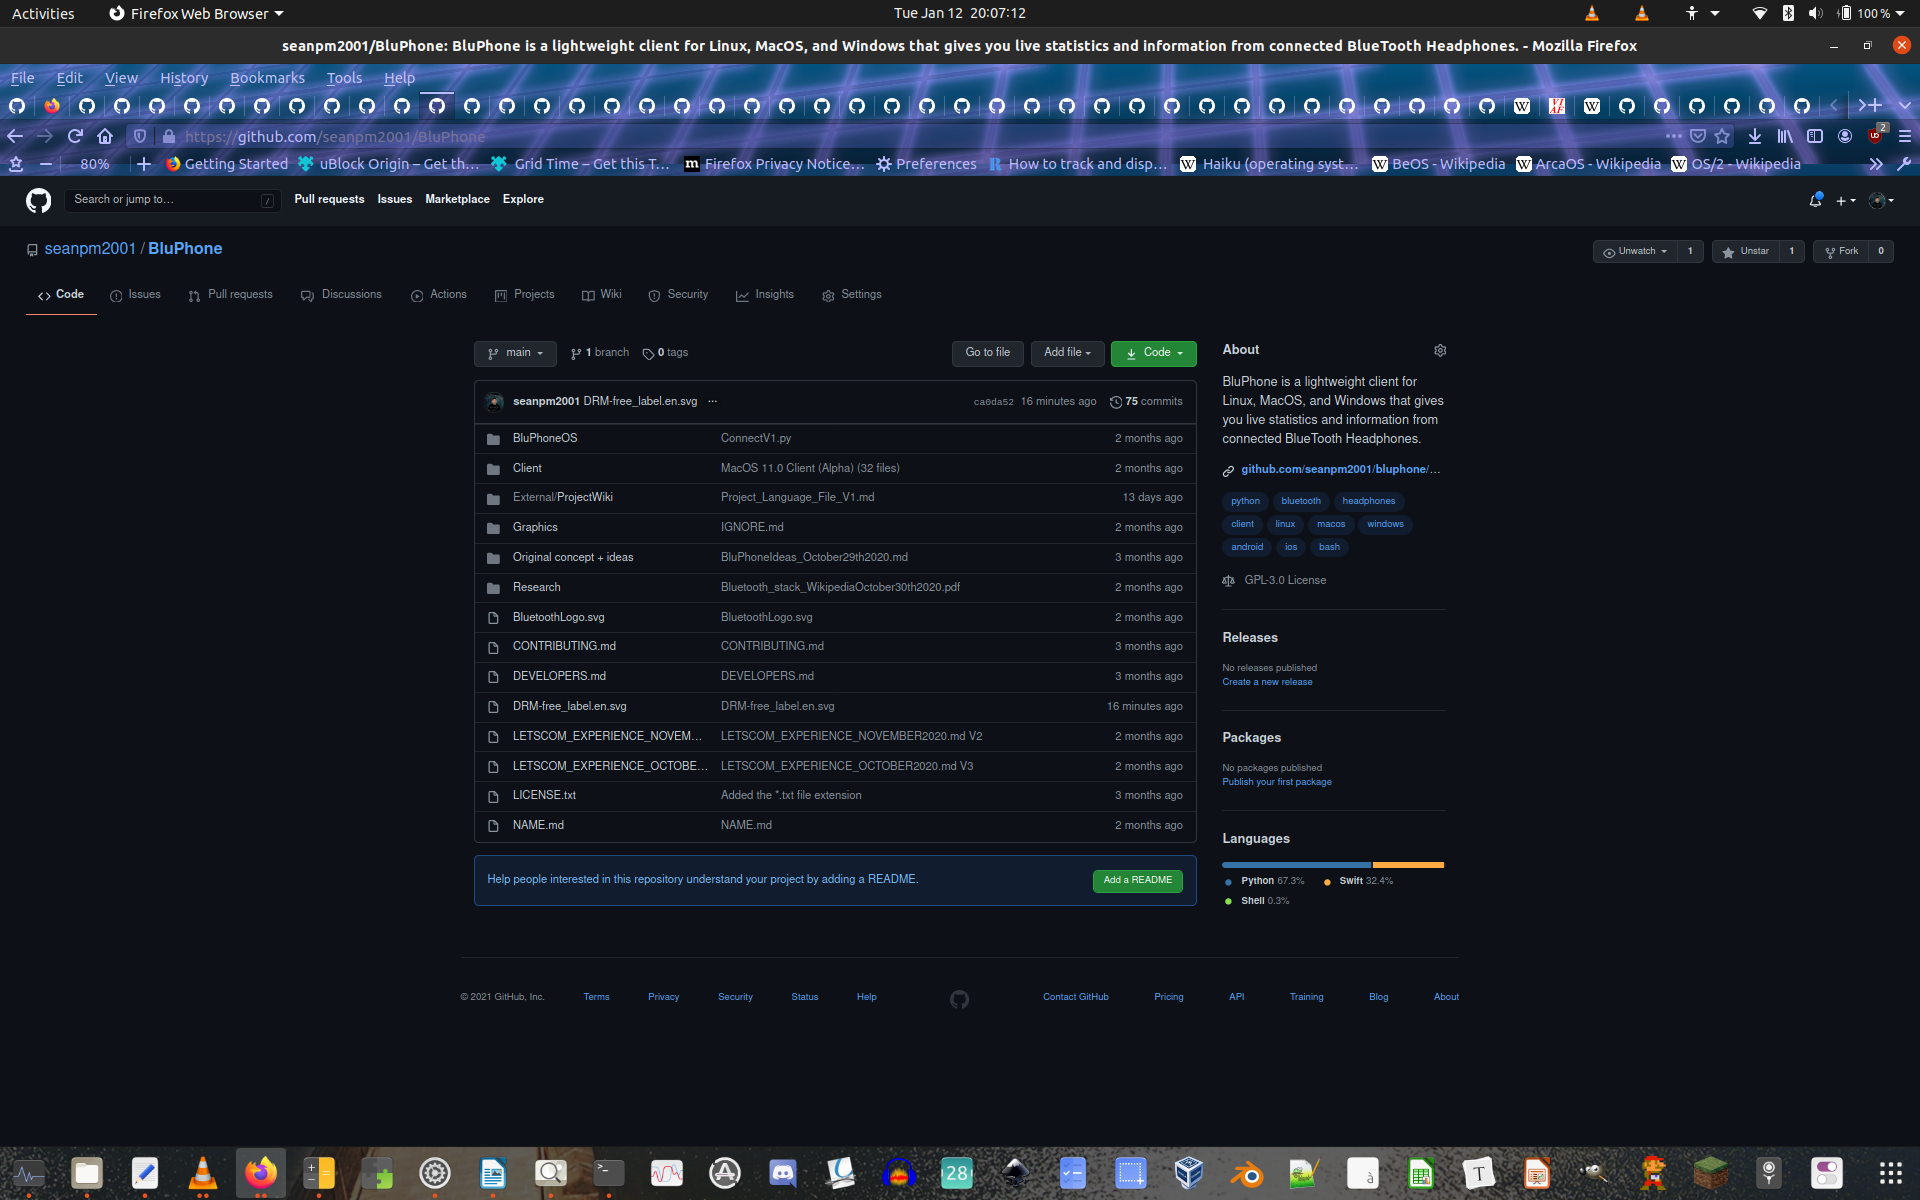 Activities Firefox Web Browser Tue Jan 12 20:07:12 100 %
seanpm2001/BluPhone: BluPhone is a lightweight client for Linux, MacOS, and Windows that gives you live statistics and information from connected BlueTooth Headphones. - Mozilla Firefox
File Edit View History Bookmarks Tools Help
https://github.com/seanpm2001/BluPhone 2
80% Getting Started uBlock Origin – Get th… Grid Time – Get this T… Firefox Privacy Notice… Preferences How to track and disp… Haiku (operating syst… BeOS - Wikipedia ArcaOS - Wikipedia OS/2 - Wikipedia
Search or jump to… / Pull requests Issues Marketplace Explore
seanpm2001 / BluPhone Unwatch 1 Unstar 1 Fork 0
Code Issues Pull requests Discussions Actions Projects Wiki Security Insights Settings
main 1 branch 0 tags Go to file Add file Code
seanpm2001 DRM-free_label.en.svg ··· ca0da52 16 minutes ago 75 commits
BluPhoneOS ConnectV1.py 2 months ago
Client MacOS 11.0 Client (Alpha) (32 files) 2 months ago
External/ProjectWiki Project_Language_File_V1.md 13 days ago
Graphics IGNORE.md 2 months ago
Original concept + ideas BluPhoneIdeas_October29th2020.md 3 months ago
Research Bluetooth_stack_WikipediaOctober30th2020.pdf 2 months ago
BluetoothLogo.svg BluetoothLogo.svg 2 months ago
CONTRIBUTING.md CONTRIBUTING.md 3 months ago
DEVELOPERS.md DEVELOPERS.md 3 months ago
DRM-free_label.en.svg DRM-free_label.en.svg 16 minutes ago
LETSCOM_EXPERIENCE_NOVEM… LETSCOM_EXPERIENCE_NOVEMBER2020.md V2 2 months ago
LETSCOM_EXPERIENCE_OCTOBE… LETSCOM_EXPERIENCE_OCTOBER2020.md V3 2 months ago
LICENSE.txt Added the *.txt file extension 3 months ago
NAME.md NAME.md 2 months ago
Help people interested in this repository understand your project by adding a README. Add a README
About
BluPhone is a lightweight client for
Linux, MacOS, and Windows that gives
you live statistics and information from
connected BlueTooth Headphones.
github.com/seanpm2001/bluphone/…
python bluetooth headphones
client linux macos windows
android ios bash
GPL-3.0 License
Releases
No releases published
Create a new release
Packages
No packages published
Publish your first package
Languages
Python 67.3% Swift 32.4%
Shell 0.3%
© 2021 GitHub, Inc. Terms Privacy Security Status Help Contact GitHub Pricing API Training Blog About
28